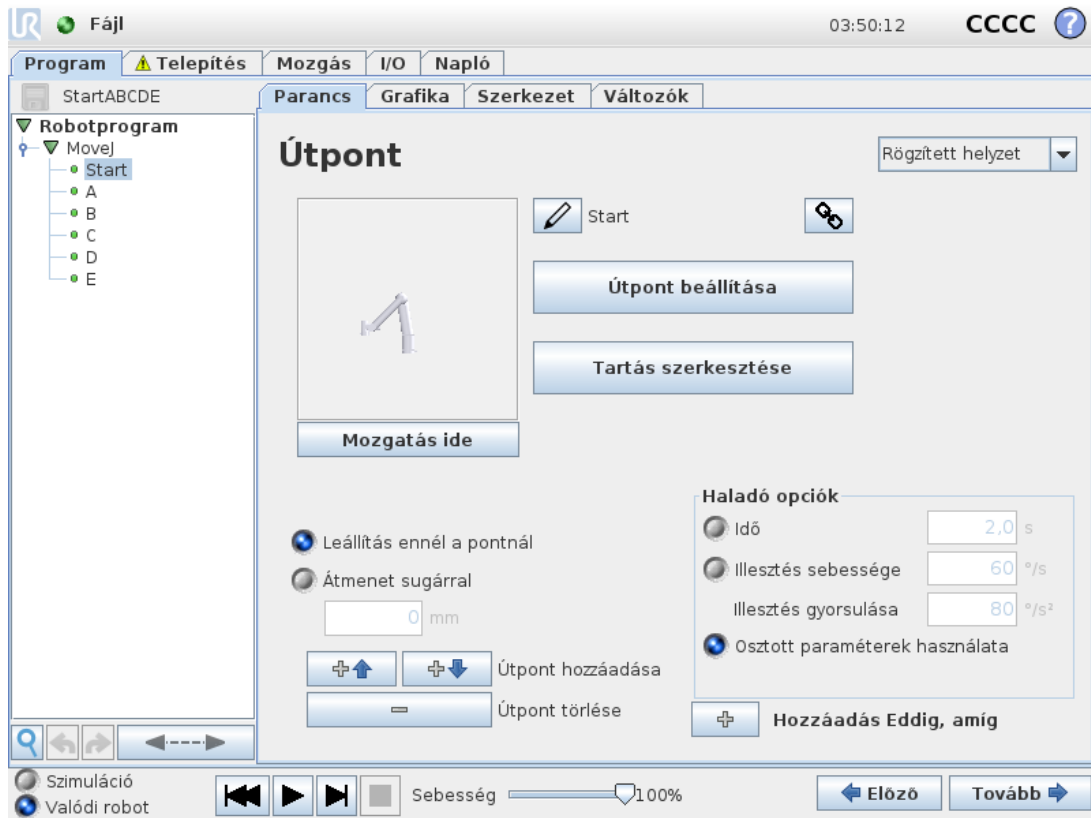 UR Fájl 03:50:12 CCCC ?
Program Telepítés Mozgás I/O Napló
StartABCDE Parancs Grafika Szerkezet Változók
Robotprogram
MoveJ
Start
A
B
C
D
E
Útpont
Rögzített helyzet
Start
Útpont beállítása
Tartás szerkesztése
Mozgatás ide
Leállítás ennél a pontnál
Átmenet sugárral
0 mm
Útpont hozzáadása
Útpont törlése
Haladó opciók
Idő 2,0 s
Illesztés sebessége 60 °/s
Illesztés gyorsulása 80 °/s²
Osztott paraméterek használata
Hozzáadás Eddig, amíg
Szimuláció
Valódi robot
Sebesség 100%
Előző
Tovább